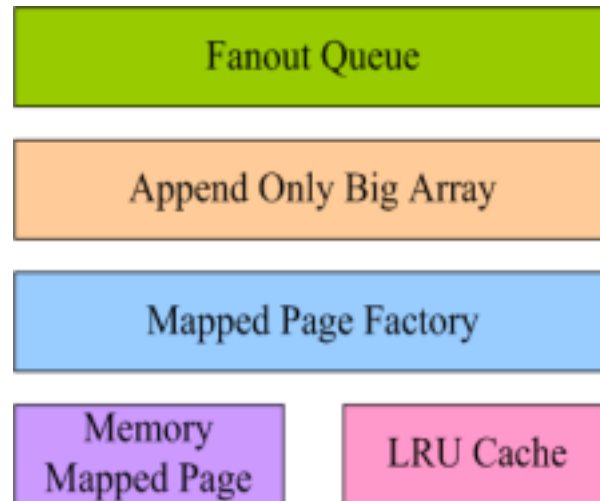 Fanout Queue
Append Only Big Array
Mapped Page Factory
Memory
Mapped Page
LRU Cache